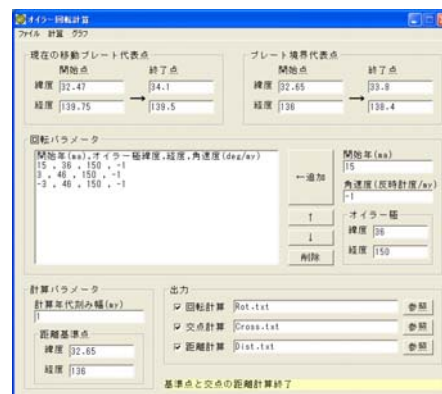 オイラー回転計算
ファイル 計算 グラフ
現在の移動プレート代表点
開始点 終了点
緯度 32.47 → 34.1
経度 139.75 139.5
プレート境界代表点
開始点 終了点
緯度 32.65 → 33.8
経度 136 138.4
回転パラメータ
開始年(ma),オイラー極緯度,経度,角速度(deg/my)
15 , 36 , 150 , -1
3 , 46 , 150 , -1
-3 , 46 , 150 , -1
←追加
↑
↓
削除
開始年(ma)
15
角速度(反時計度/my)
-1
オイラー極
緯度 36
経度 150
計算パラメータ
計算年代刻み幅(my)
1
距離基準点
緯度 32.65
経度 136
出力
回転計算 Rot.txt 参照
交点計算 Cross.txt 参照
距離計算 Dist.txt 参照
基準点と交点の距離計算終了